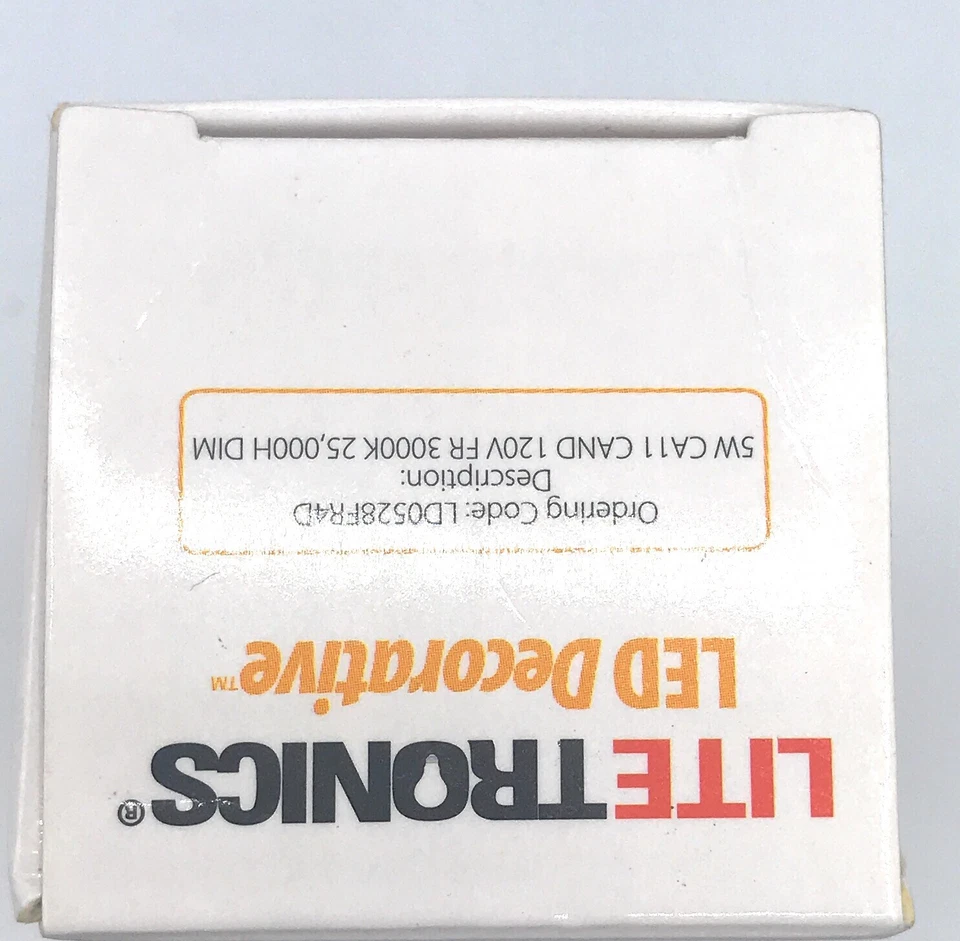 LITETRONICS®
LED Decorative™
Ordering Code: LD0528FR4D
Description:
5W CA11 CAND 120V FR 3000K 25,000H DIM